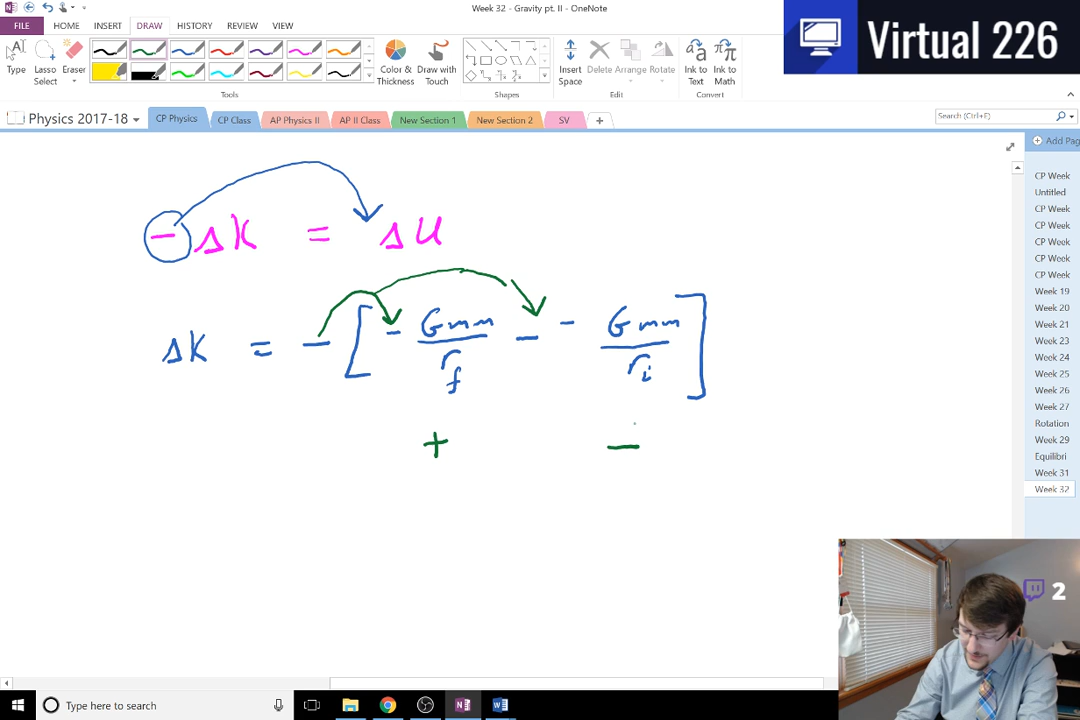 Week 32 - Gravity pt. II - OneNote
Virtual 226
FILE HOME INSERT DRAW HISTORY REVIEW VIEW
Type Lasso Select Eraser Color & Thickness Draw with Touch Insert Space Delete Arrange Rotate Ink to Text Ink to Math
Tools Shapes Edit Convert
Physics 2017-18 CP Physics CP Class AP Physics II AP II Class New Section 1 New Section 2 SV Search (Ctrl+E)
Add Pag
CP Week
Untitled
CP Week
CP Week
CP Week
CP Week
CP Week
Week 19
Week 20
Week 21
Week 23
Week 24
Week 25
Week 26
Week 27
Rotation
Week 29
Equilibri
Week 31
Week 32
- ΔK = ΔU
ΔK = - [ - Gmm/r_f - - Gmm/r_i ]
+ -
2
Type here to search